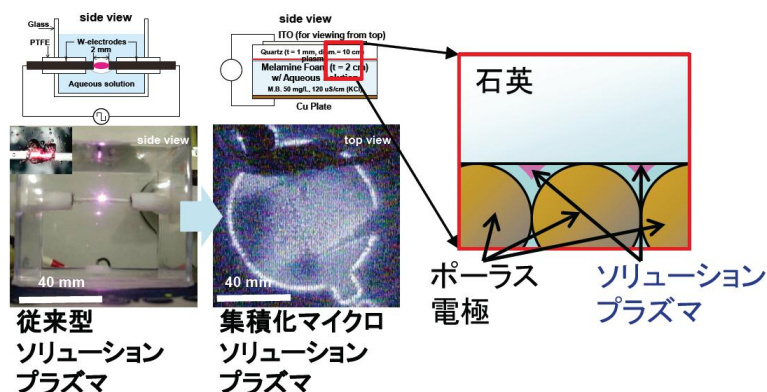 side view
Glass
PTFE
W-electrodes
2 mm
Aqueous solution
side view
40 mm
従来型
ソリューション
プラズマ
side view
ITO (for viewing from top)
Quartz (t = 1 mm, diam.= 10 cm)
plasma
Melamine Foam (t = 2 cm)
w/ Aqueous solution
M.B. 50 mg/L, 120 uS/cm (KCl)
Cu Plate
top view
40 mm
集積化マイクロ
ソリューション
プラズマ
石英
ポーラス
電極
ソリューション
プラズマ